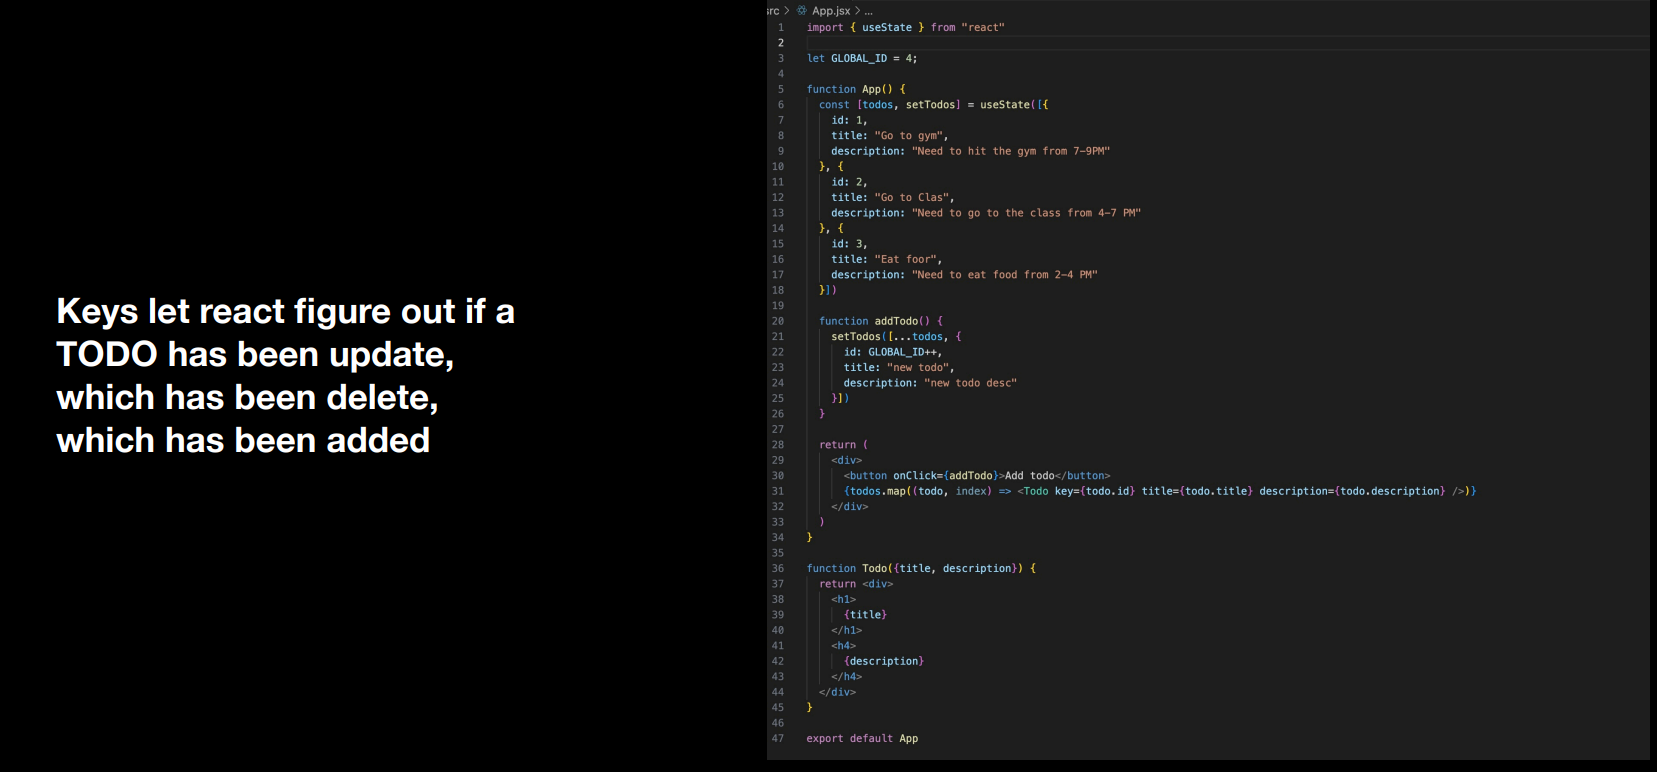 Keys let react figure out if a
TODO has been update,
which has been delete,
which has been added
src > App.jsx > ...
1 import { useState } from "react"
2
3 let GLOBAL_ID = 4;
4
5 function App() {
6 const [todos, setTodos] = useState([{
7 id: 1,
8 title: "Go to gym",
9 description: "Need to hit the gym from 7-9PM"
10 }, {
11 id: 2,
12 title: "Go to Clas",
13 description: "Need to go to the class from 4-7 PM"
14 }, {
15 id: 3,
16 title: "Eat foor",
17 description: "Need to eat food from 2-4 PM"
18 }])
19
20 function addTodo() {
21 setTodos([...todos, {
22 id: GLOBAL_ID++,
23 title: "new todo",
24 description: "new todo desc"
25 }])
26 }
27
28 return (
29 <div>
30 <button onClick={addTodo}>Add todo</button>
31 {todos.map((todo, index) => <Todo key={todo.id} title={todo.title} description={todo.description} />)}
32 </div>
33 )
34 }
35
36 function Todo({title, description}) {
37 return <div>
38 <h1>
39 {title}
40 </h1>
41 <h4>
42 {description}
43 </h4>
44 </div>
45 }
46
47 export default App